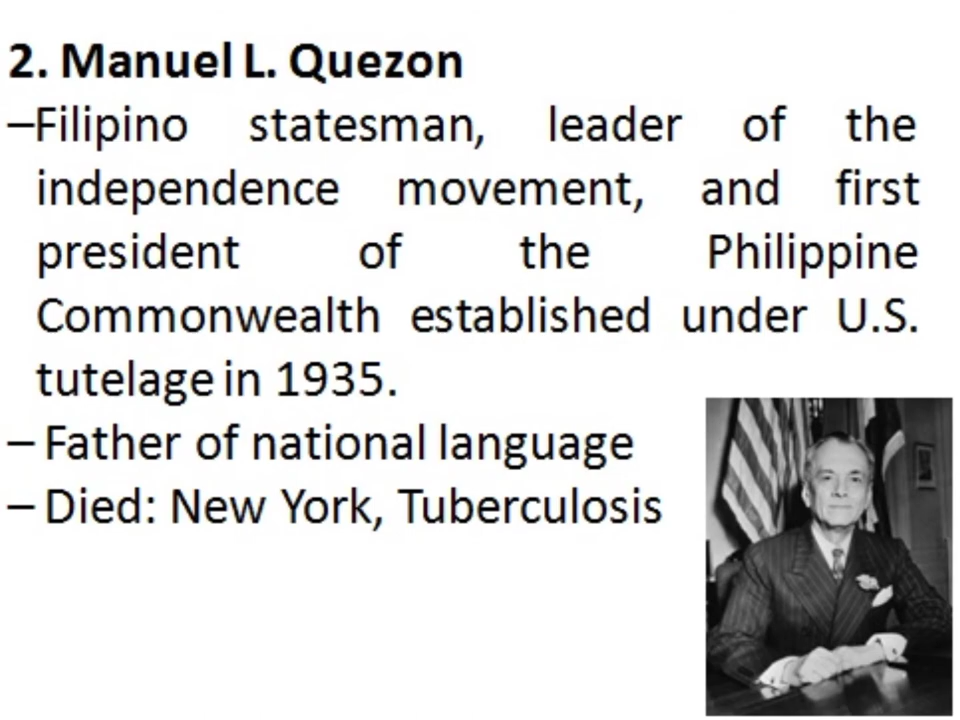 2. Manuel L. Quezon
–Filipino statesman, leader of the
independence movement, and first
president of the Philippine
Commonwealth established under U.S.
tutelage in 1935.
– Father of national language
– Died: New York, Tuberculosis